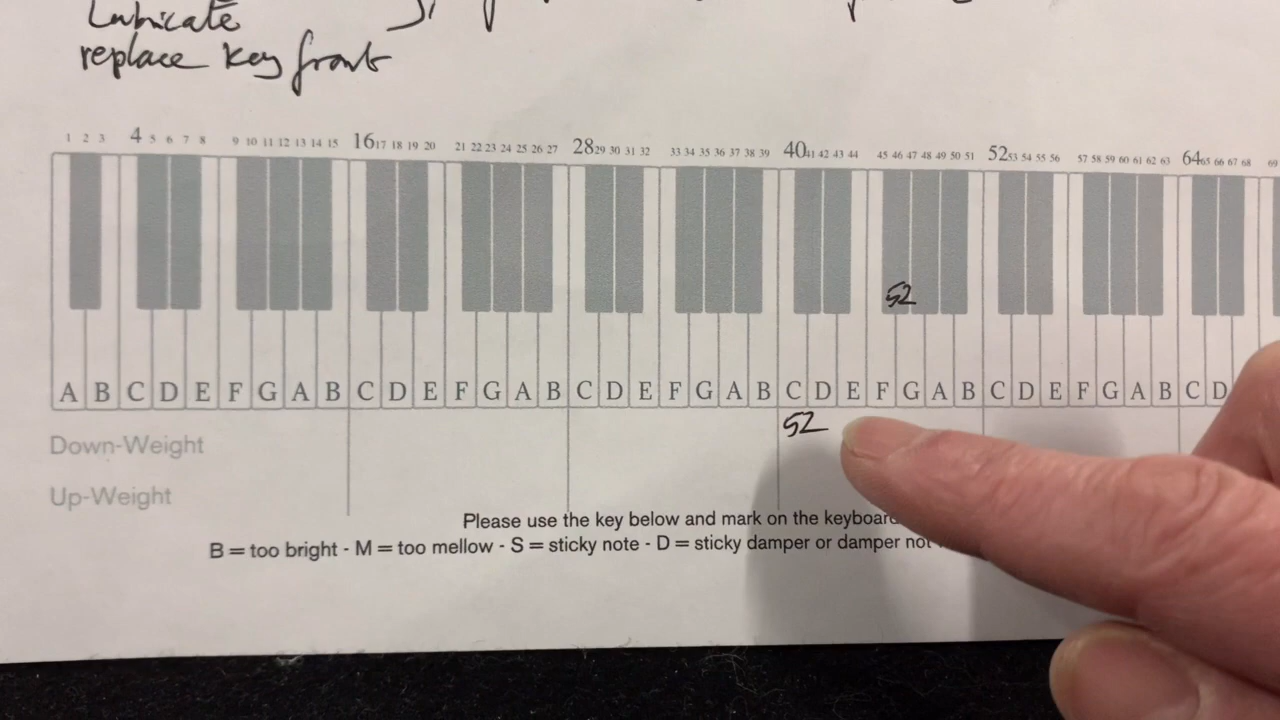 Lubricate
replace key front
1 2 3 4 5 6 7 8 9 10 11 12 13 14 15 16 17 18 19 20 21 22 23 24 25 26 27 28 29 30 31 32 33 34 35 36 37 38 39 40 41 42 43 44 45 46 47 48 49 50 51 52 53 54 55 56 57 58 59 60 61 62 63 64 65 66 67 68 69
52
A B C D E F G A B C D E F G A B C D E F G A B C D E F G A B C D E F G A B C D
52
Down-Weight
Up-Weight
Please use the key below and mark on the keyboard
B = too bright - M = too mellow - S = sticky note - D = sticky damper or damper not